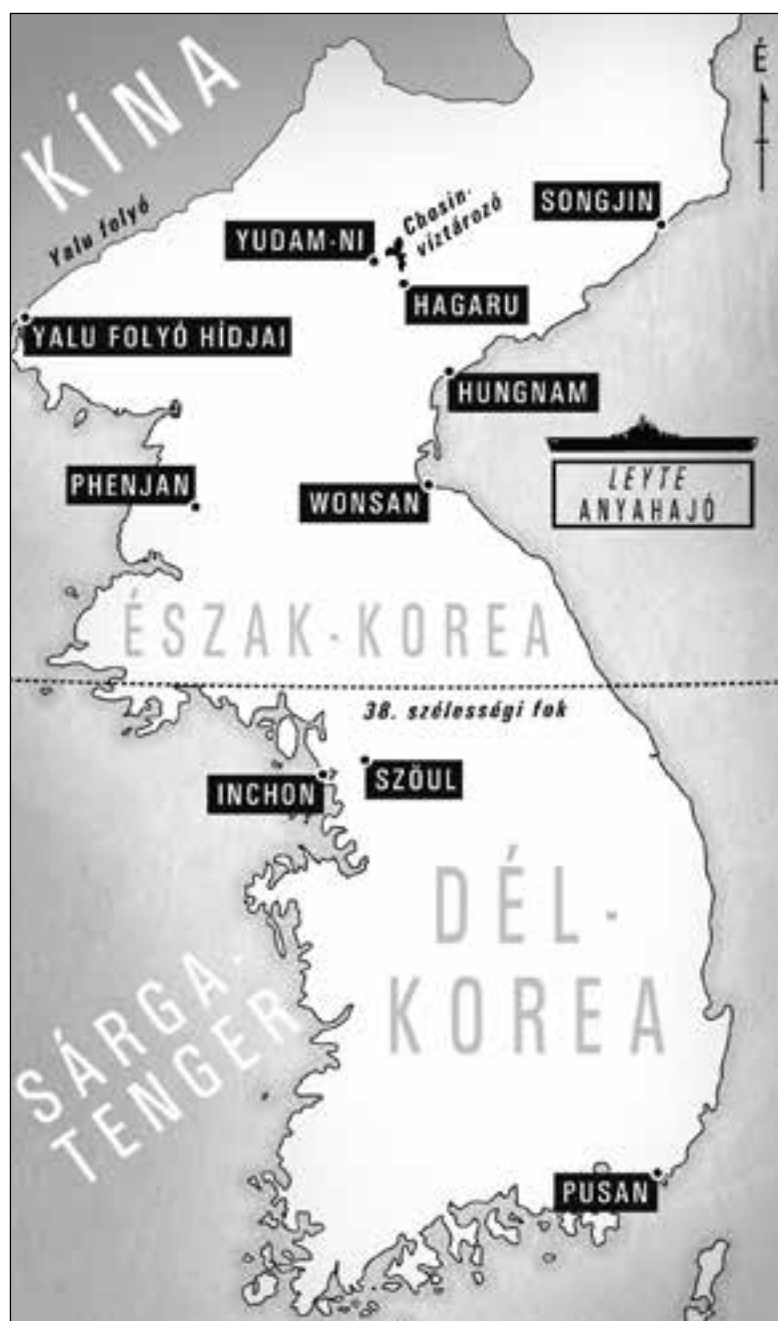 KÍNA
É
Yalu folyó
SONGJIN
Chosin-
víztározó
YUDAM-NI
HAGARU
YALU FOLYÓ HÍDJAI
HUNGNAM
LEYTE
ANYAHAJÓ
PHENJAN
WONSAN
ÉSZAK-KOREA
38. szélességi fok
INCHON
SZÖUL
DÉL-
KOREA
SÁRGA-
TENGER
PUSAN